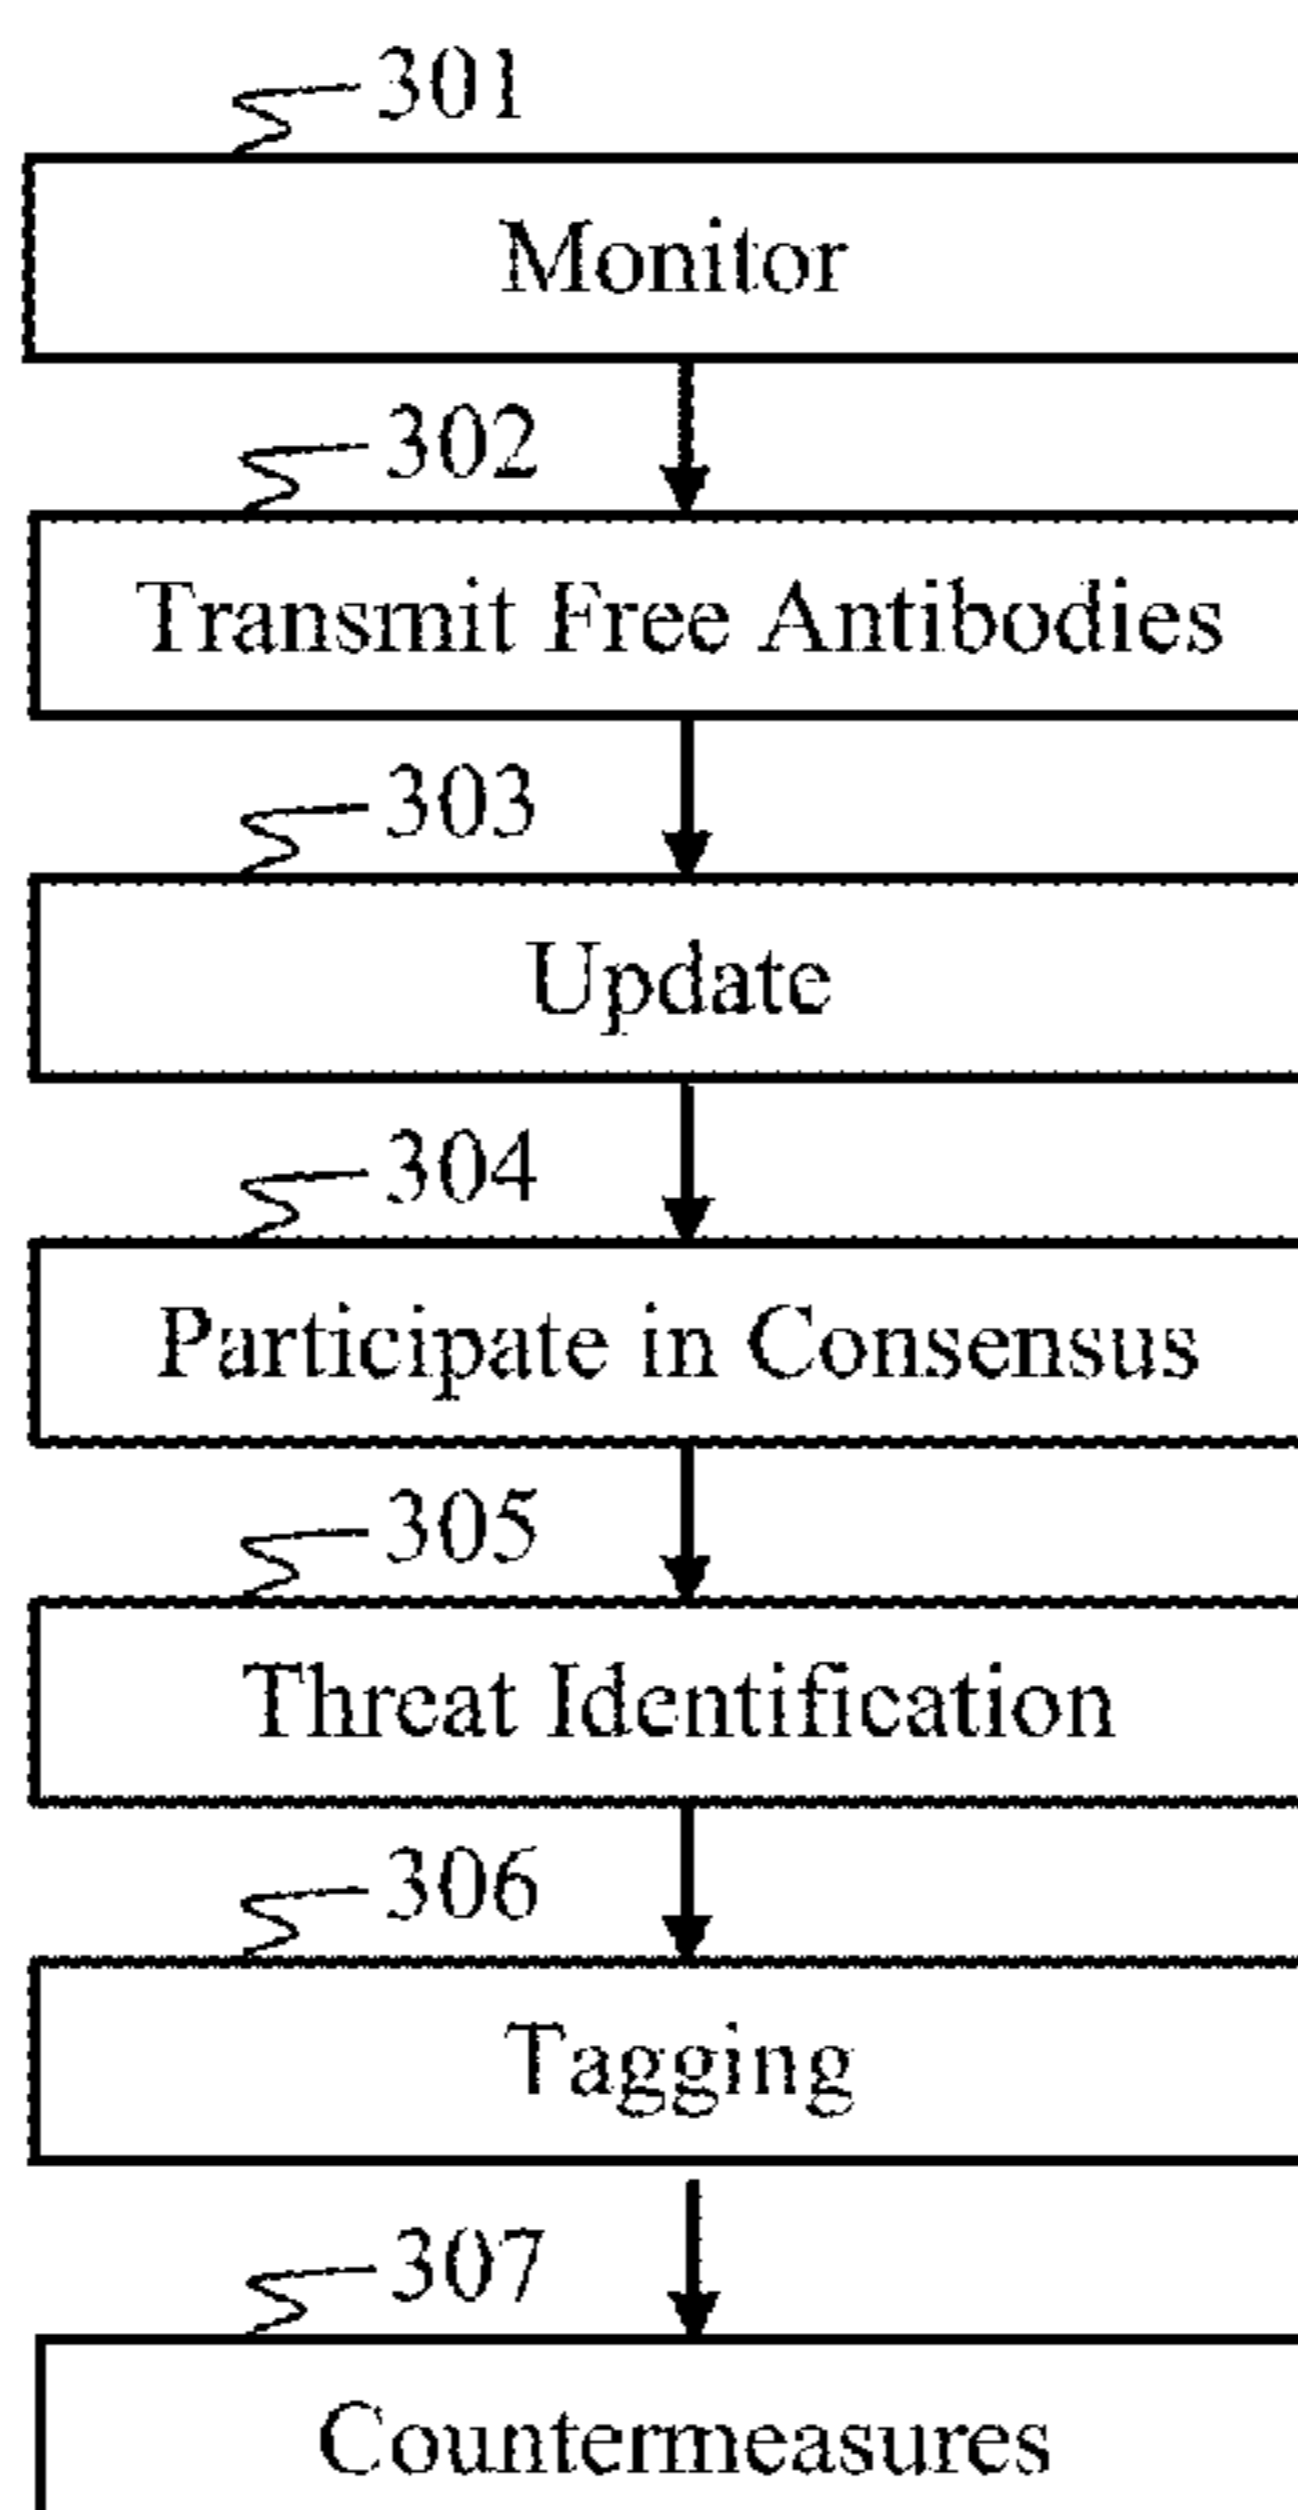 301
Monitor
302
Transmit Free Antibodies
303
Update
304
Participate in Consensus
305
Threat Identification
306
Tagging
307
Countermeasures